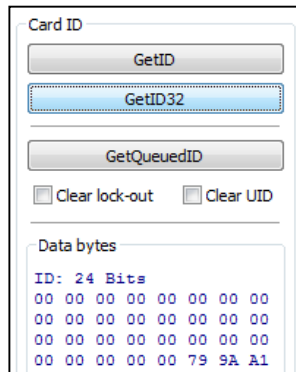 Card ID
GetID
GetID32
GetQueuedID
Clear lock-out Clear UID
Data bytes
ID: 24 Bits
00 00 00 00 00 00 00 00
00 00 00 00 00 00 00 00
00 00 00 00 00 00 00 00
00 00 00 00 00 79 9A A1